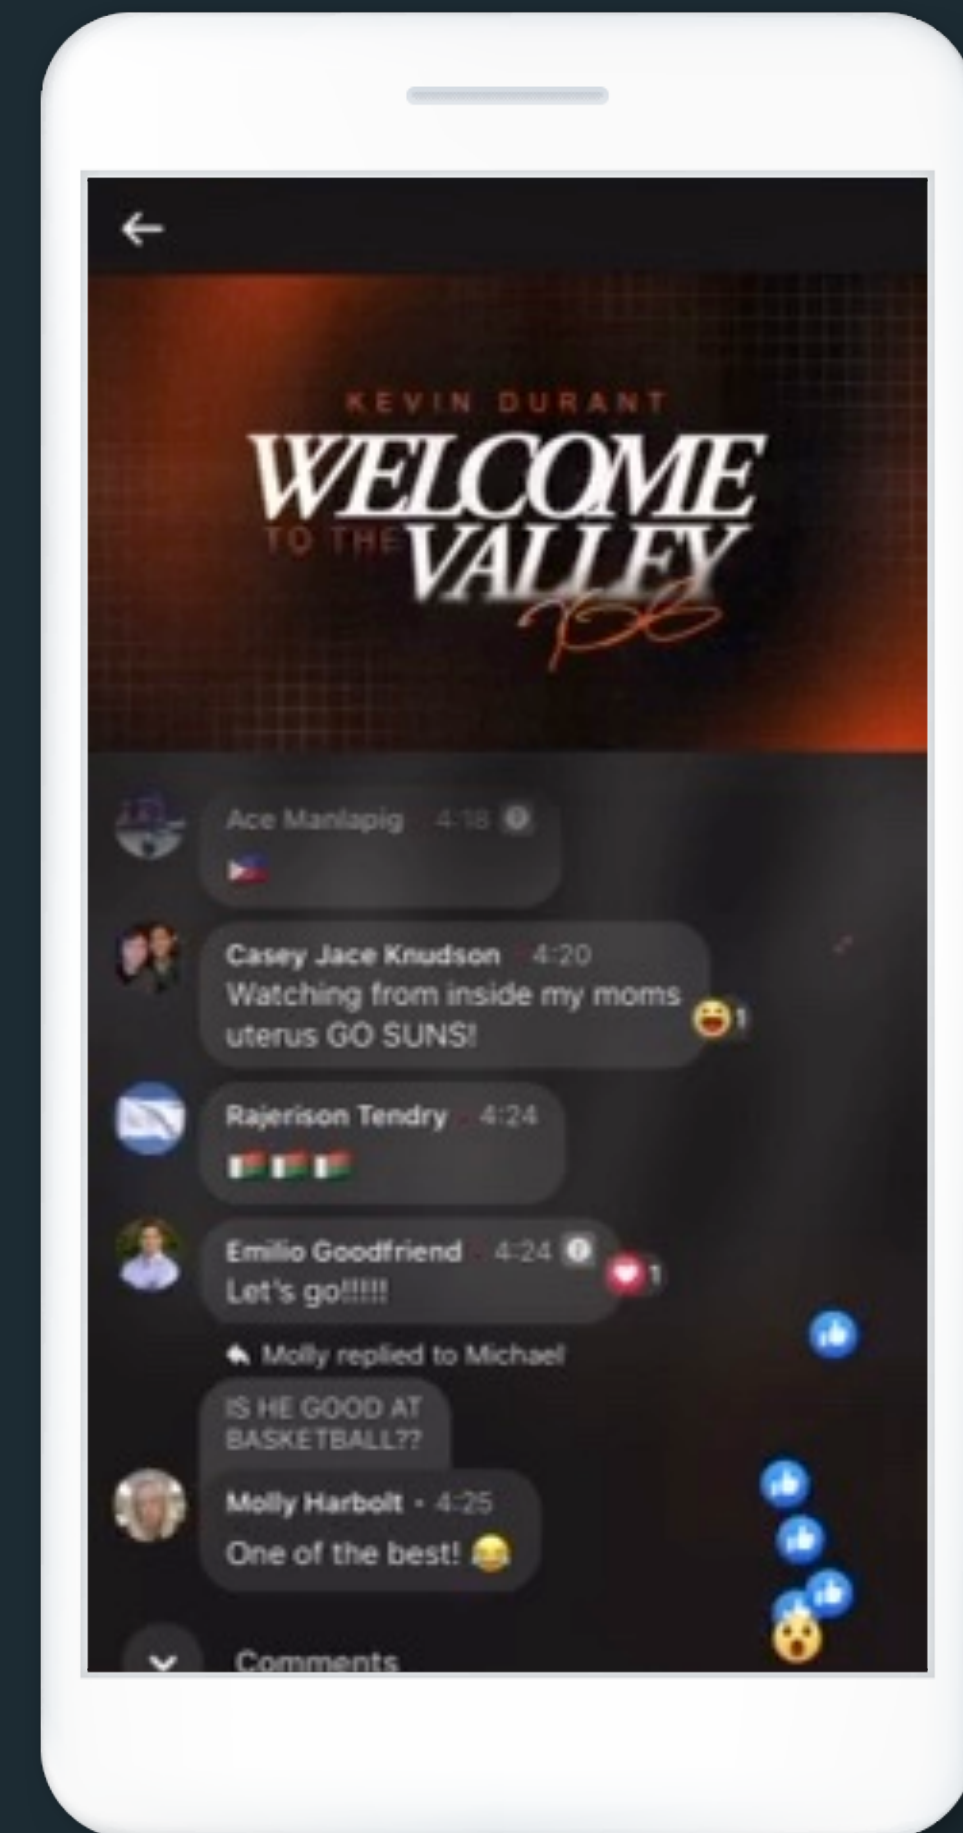 KEVIN DURANT
WELCOME
TO THE VALLEY
Ace Manlapig 4:18
Casey Jace Knudson 4:20
Watching from inside my moms
uterus GO SUNS!
1
Rajerison Tendry 4:24
Emilio Goodfriend 4:24
Let's go!!!!!
1
Molly replied to Michael
IS HE GOOD AT
BASKETBALL??
Molly Harbolt • 4:25
One of the best! 😂
Comments